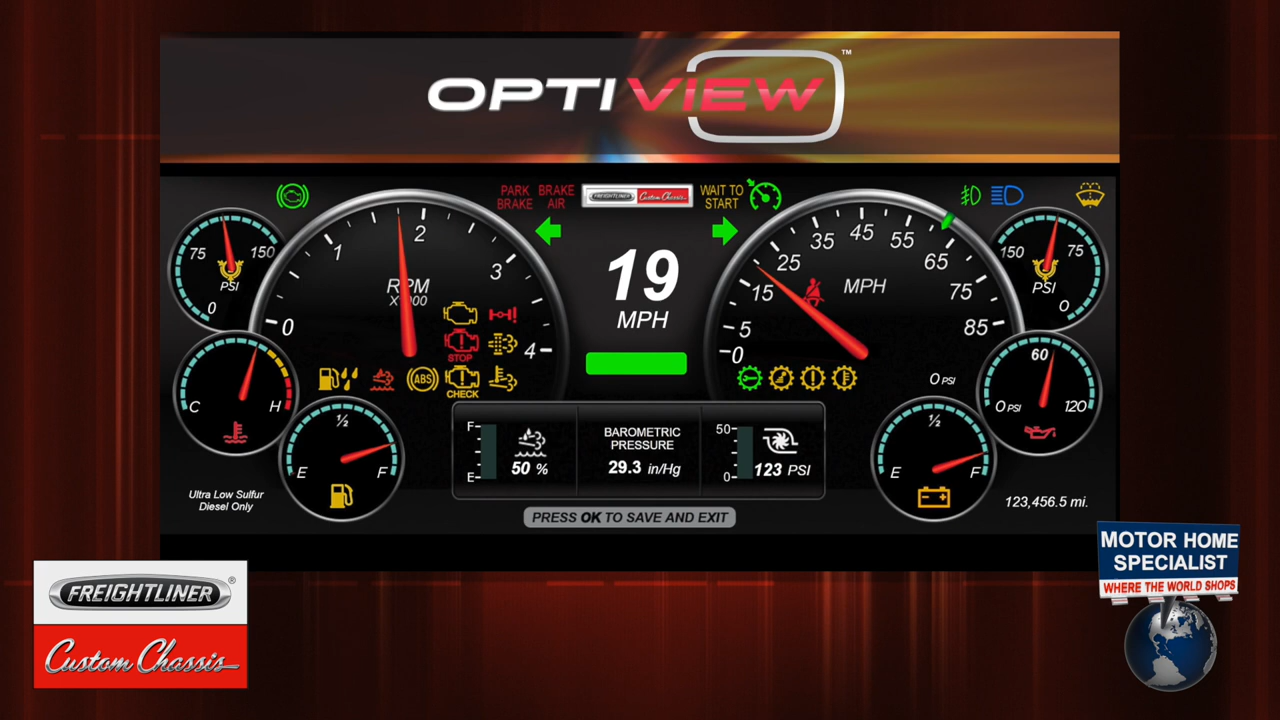 OPTIVIEW™
PARK BRAKE
BRAKE AIR
FREIGHTLINER Custom Chassis
WAIT TO START
75 150
PSI
0
0 1 2 3 4
RPM
X1000
STOP
ABS
CHECK
19
MPH
0 5 15 25 35 45 55 65 75 85
MPH
150 75
PSI
0
C H
E ½ F
Ultra Low Sulfur
Diesel Only
F
E
50 %
BAROMETRIC
PRESSURE
29.3 in/Hg
50
0
123 PSI
0 PSI
60
0 PSI 120
E ½ F
123,456.5 mi.
PRESS OK TO SAVE AND EXIT
FREIGHTLINER®
Custom Chassis
MOTOR HOME
SPECIALIST
WHERE THE WORLD SHOPS